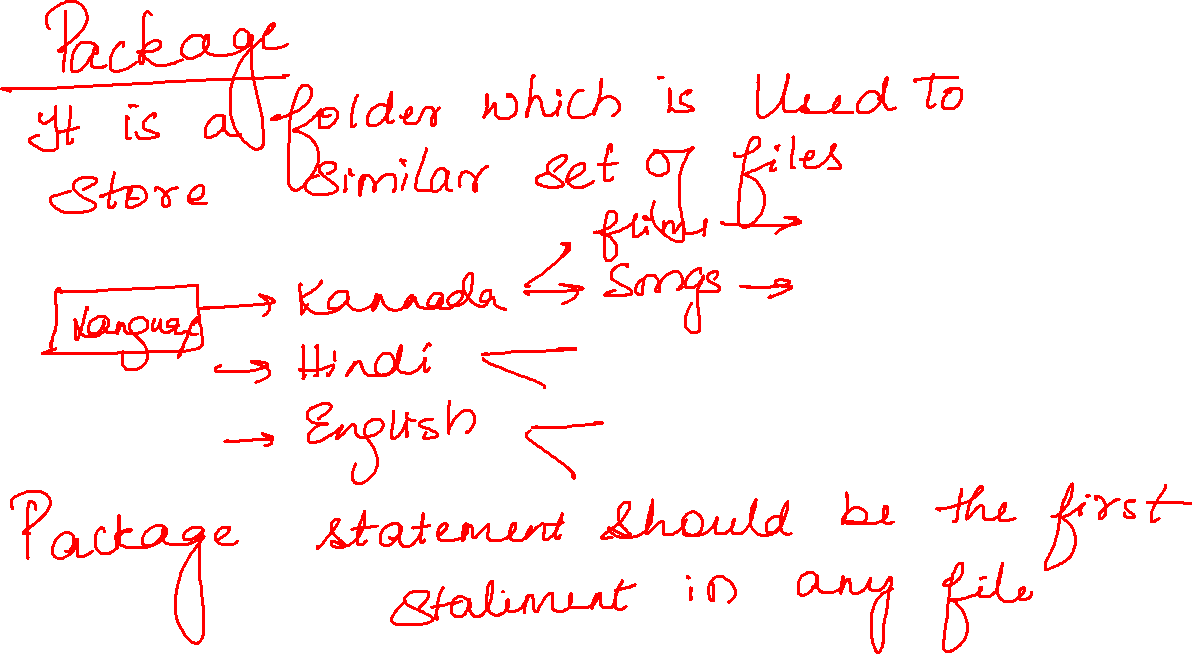 Package
It is a folder which is Used To
Store Similar Set of files
films
Kannada Songs
Language
Hindi
English
Package statement should be the first
statement in any file